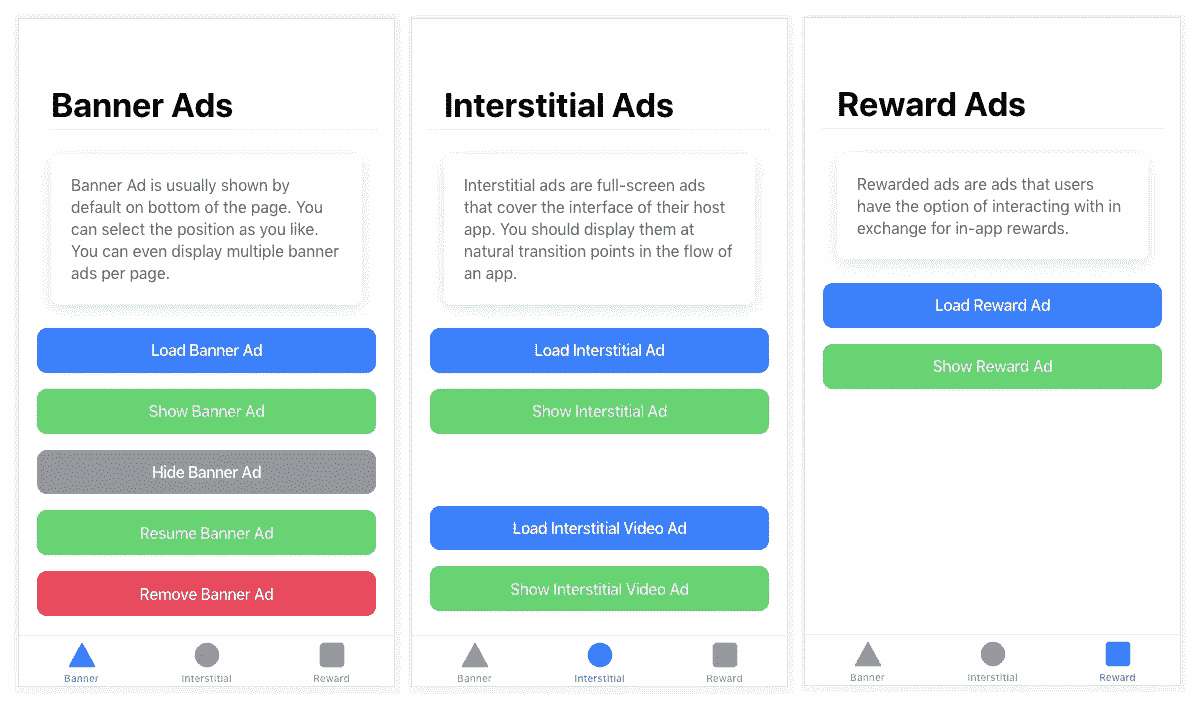 Banner Ads
Banner Ad is usually shown by
default on bottom of the page. You
can select the position as you like.
You can even display multiple banner
ads per page.
Load Banner Ad
Show Banner Ad
Hide Banner Ad
Resume Banner Ad
Remove Banner Ad
Banner
Interstitial
Reward
Interstitial Ads
Interstitial ads are full-screen ads
that cover the interface of their host
app. You should display them at
natural transition points in the flow of
an app.
Load Interstitial Ad
Show Interstitial Ad
Load Interstitial Video Ad
Show Interstitial Video Ad
Banner
Interstitial
Reward
Reward Ads
Rewarded ads are ads that users
have the option of interacting with in
exchange for in-app rewards.
Load Reward Ad
Show Reward Ad
Banner
Interstitial
Reward